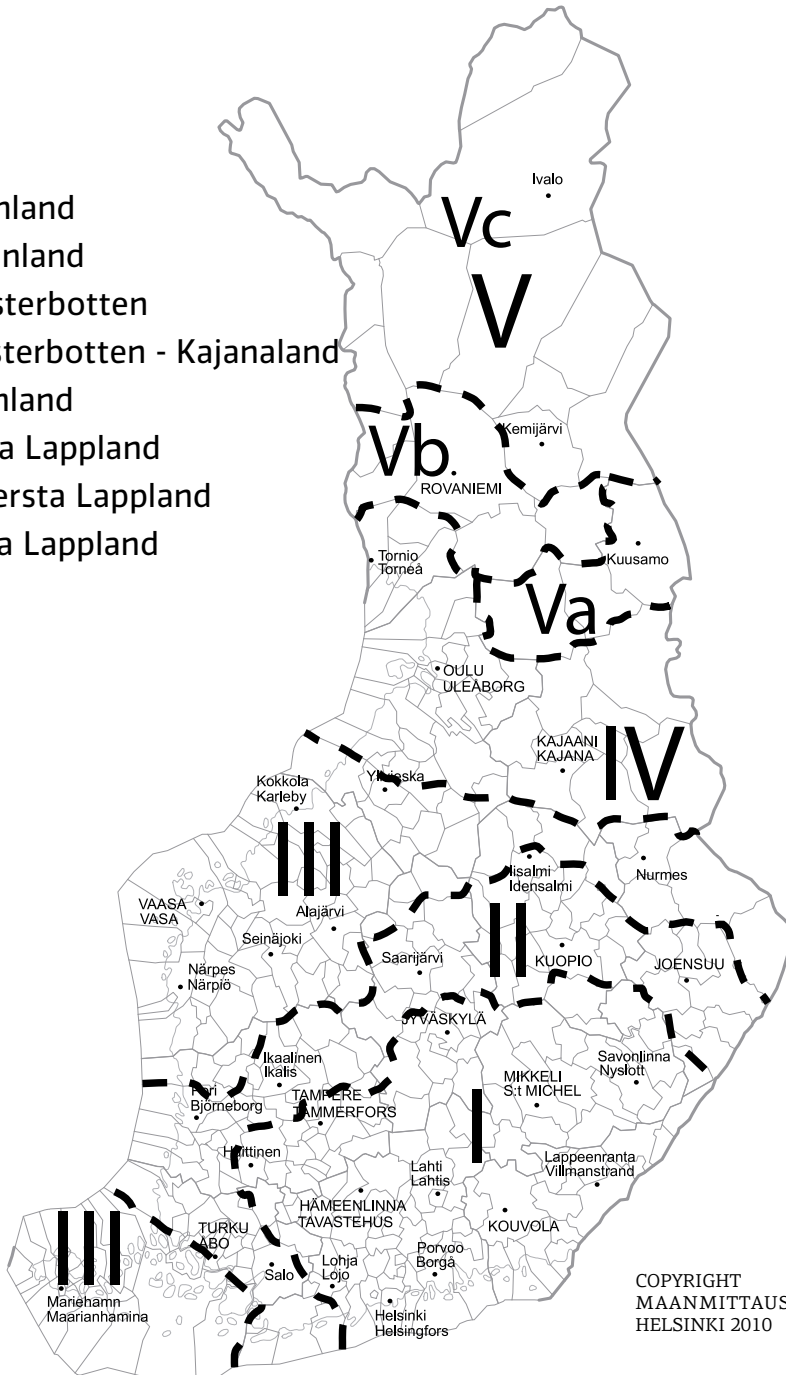 nland
nland
sterbotten
sterbotten - Kajanaland
nland
a Lappland
ersta Lappland
a Lappland
Ivalo
Vc
V
Kemijärvi
Vb
ROVANIEMI
Tornio
Torneå
Kuusamo
Va
OULU
ULEÅBORG
KAJAANI
KAJANA
IV
Kokkola
Karleby
Ylivieska
III
Iisalmi
Idensalmi
Nurmes
VAASA
VASA
Alajärvi
Seinäjoki
II
Saarijärvi
KUOPIO
JOENSUU
Närpes
Närpiö
JYVÄSKYLÄ
Ikaalinen
Ikalis
Savonlinna
Nyslott
MIKKELI
S:t MICHEL
Pori
Björneborg
TAMPERE
TAMMERFORS
I
Huittinen
Lahti
Lahtis
Lappeenranta
Villmanstrand
HÄMEENLINNA
TAVASTEHUS
KOUVOLA
III
TURKU
ÅBO
Salo
Lohja
Lojo
Porvoo
Borgå
Mariehamn
Maarianhamina
Helsinki
Helsingfors
COPYRIGHT
MAANMITTAUS
HELSINKI 2010